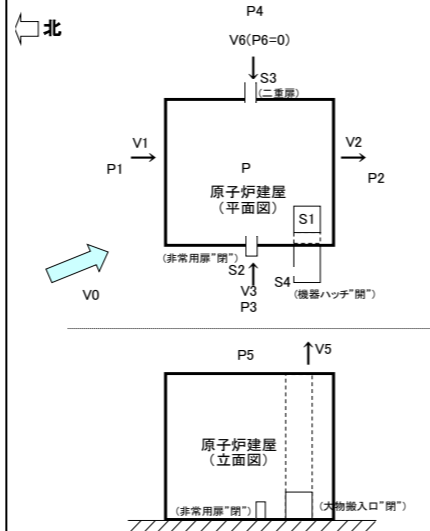 北
P4
V6(P6=0)
S3
(二重扉)
V1
V2
P1
P
P2
原子炉建屋
(平面図)
S1
(非常用扉"閉")
S2
S4
(機器ハッチ"開")
V0
V3
P3
P5
V5
原子炉建屋
(立面図)
(非常用扉"閉")
(大物搬入口"閉")